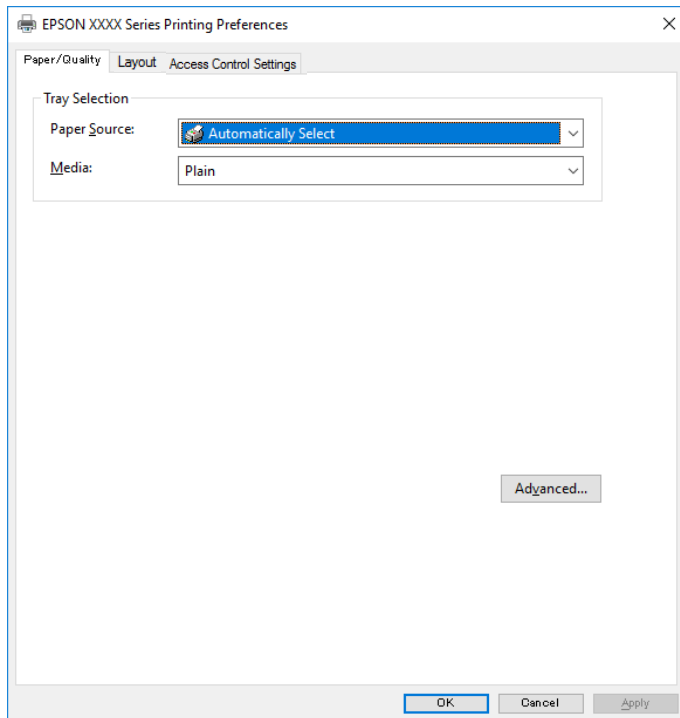 EPSON XXXX Series Printing Preferences
Paper/Quality Layout Access Control Settings
Tray Selection
Paper Source: Automatically Select
Media: Plain
Advanced...
OK Cancel Apply